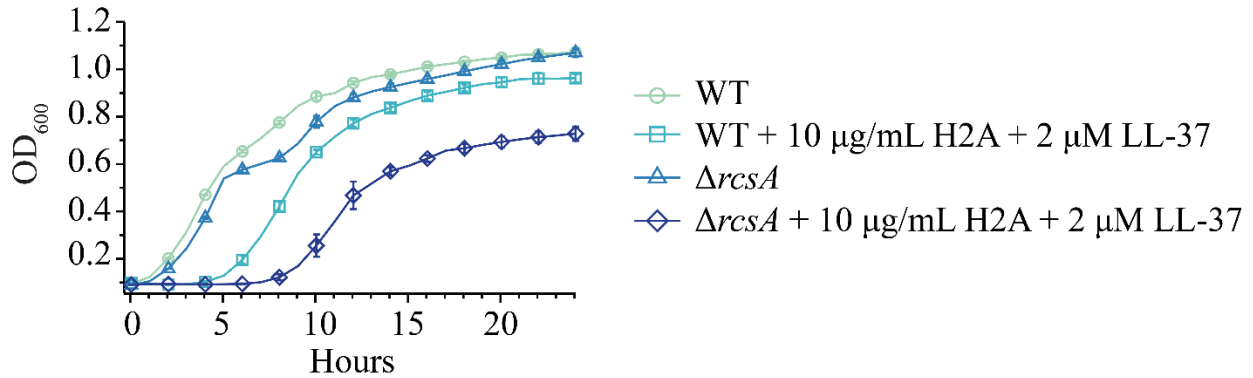 1.2
1.0
0.8
0.6
0.4
0.2
OD600
0
5
10
15
20
Hours
WT
WT + 10 μg/mL H2A + 2 μM LL-37
ΔrcsA
ΔrcsA + 10 μg/mL H2A + 2 μM LL-37